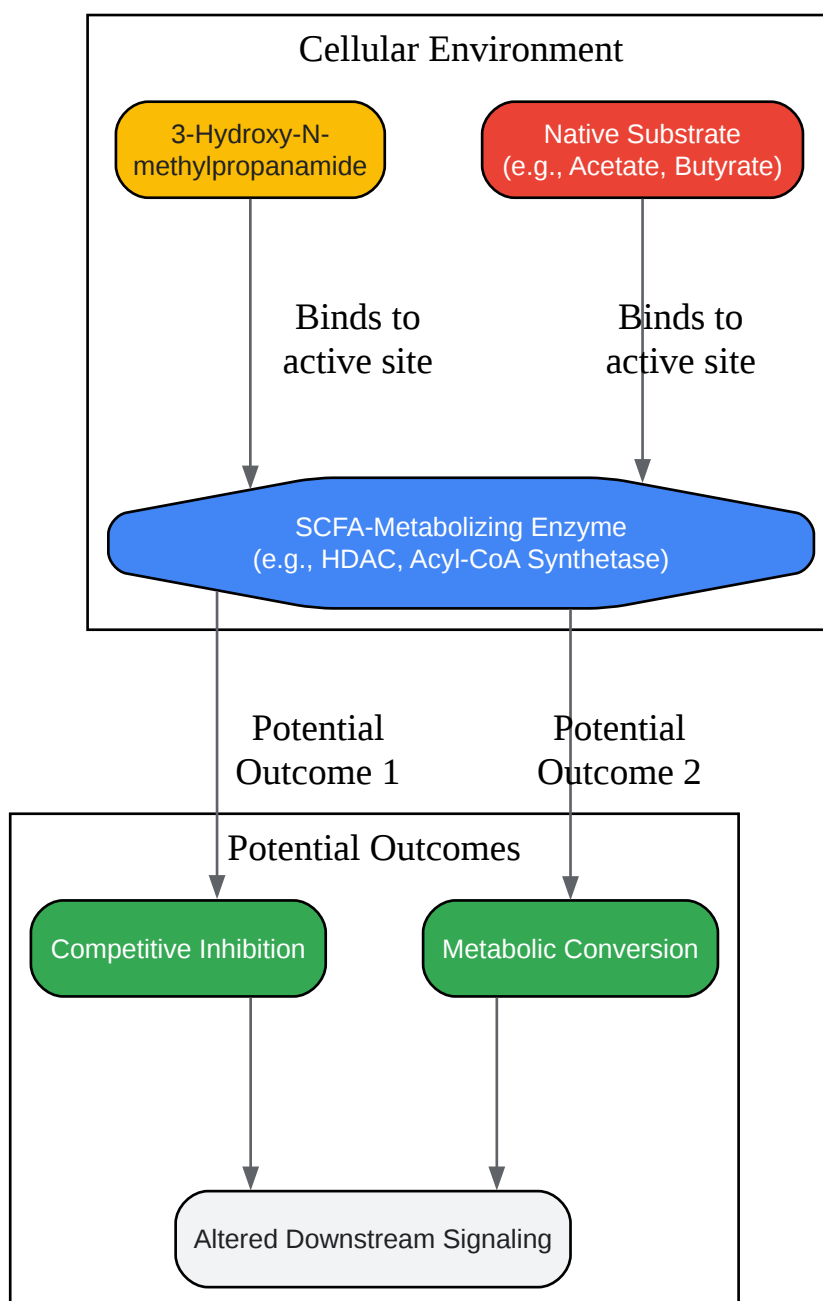 Cellular Environment
3-Hydroxy-N-
methylpropanamide
Native Substrate
(e.g., Acetate, Butyrate)
Binds to
active site
Binds to
active site
SCFA-Metabolizing Enzyme
(e.g., HDAC, Acyl-CoA Synthetase)
Potential
Outcome 1
Potential
Outcome 2
Potential Outcomes
Competitive Inhibition
Metabolic Conversion
Altered Downstream Signaling